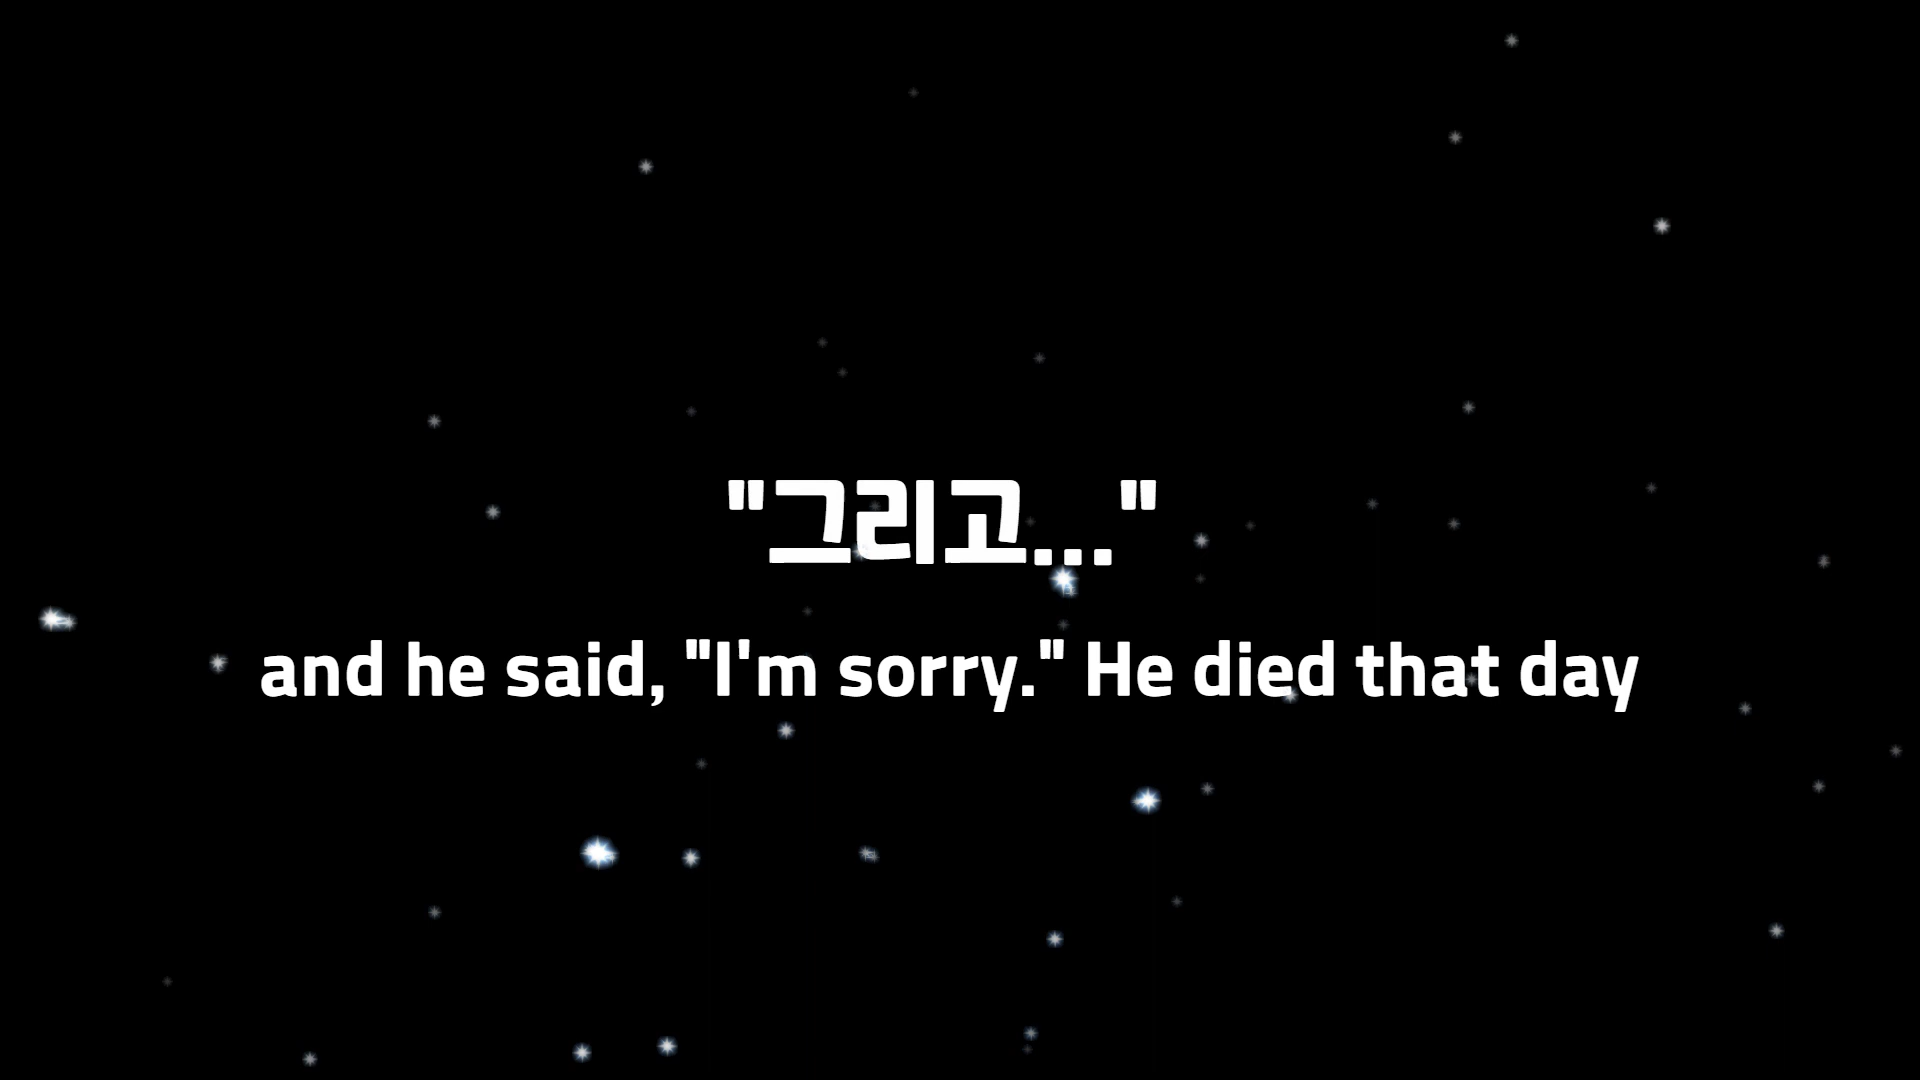 "그리고..."
and he said, "I'm sorry." He died that day